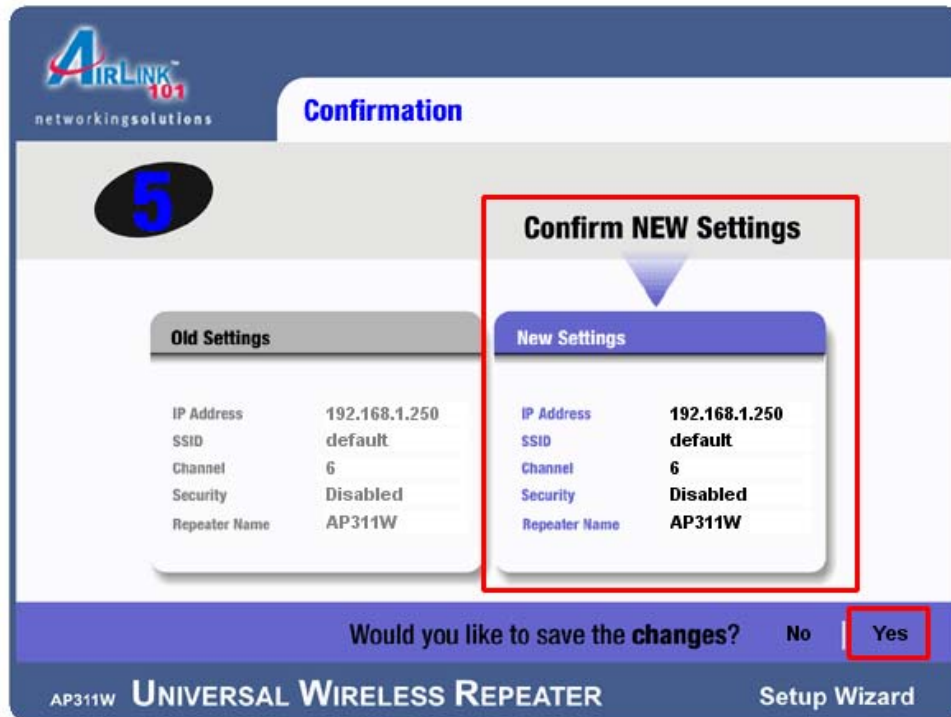 AIRLINK™
101
networkingsolutions
Confirmation
5
Confirm NEW Settings
Old Settings
IP Address 192.168.1.250
SSID default
Channel 6
Security Disabled
Repeater Name AP311W
New Settings
IP Address 192.168.1.250
SSID default
Channel 6
Security Disabled
Repeater Name AP311W
Would you like to save the changes? No | Yes
AP311W UNIVERSAL WIRELESS REPEATER Setup Wizard